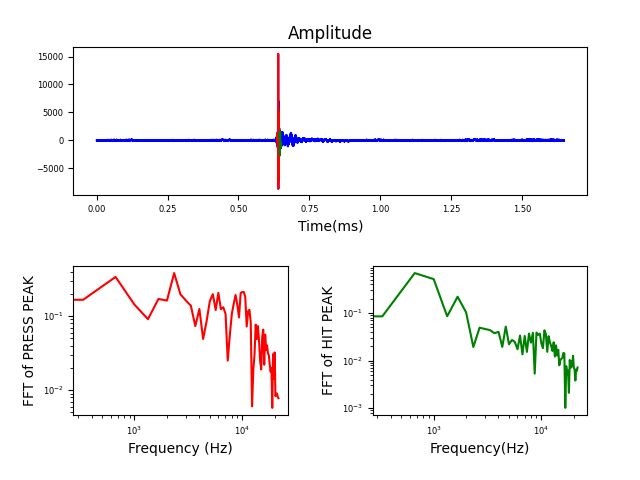 Amplitude
15000
10000
5000
0
−5000
0.00 0.25 0.50 0.75 1.00 1.25 1.50
Time(ms)
FFT of PRESS PEAK
10⁻¹
10⁻²
10³ 10⁴
Frequency (Hz)
FFT of HIT PEAK
10⁻¹
10⁻²
10⁻³
10³ 10⁴
Frequency(Hz)